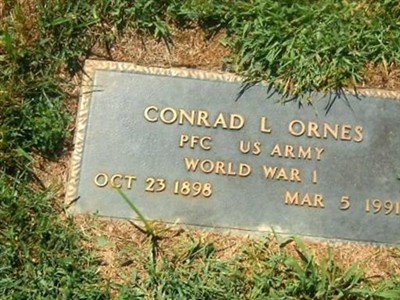 CONRAD L ORNES
PFC US ARMY
WORLD WAR I
OCT 23 1898 MAR 5 1991